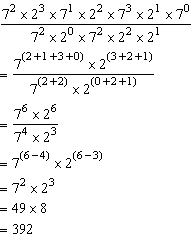 7² x 2³ x 7¹ x 2² x 7³ x 2¹ x 7⁰
7² x 2⁰ x 7² x 2² x 2¹
= 7^(2+1+3+0) x 2^(3+2+1)
7^(2+2) x 2^(0+2+1)
= 7⁶ x 2⁶
7⁴ x 2³
= 7^(6−4) x 2^(6−3)
= 7² x 2³
= 49 x 8
= 392